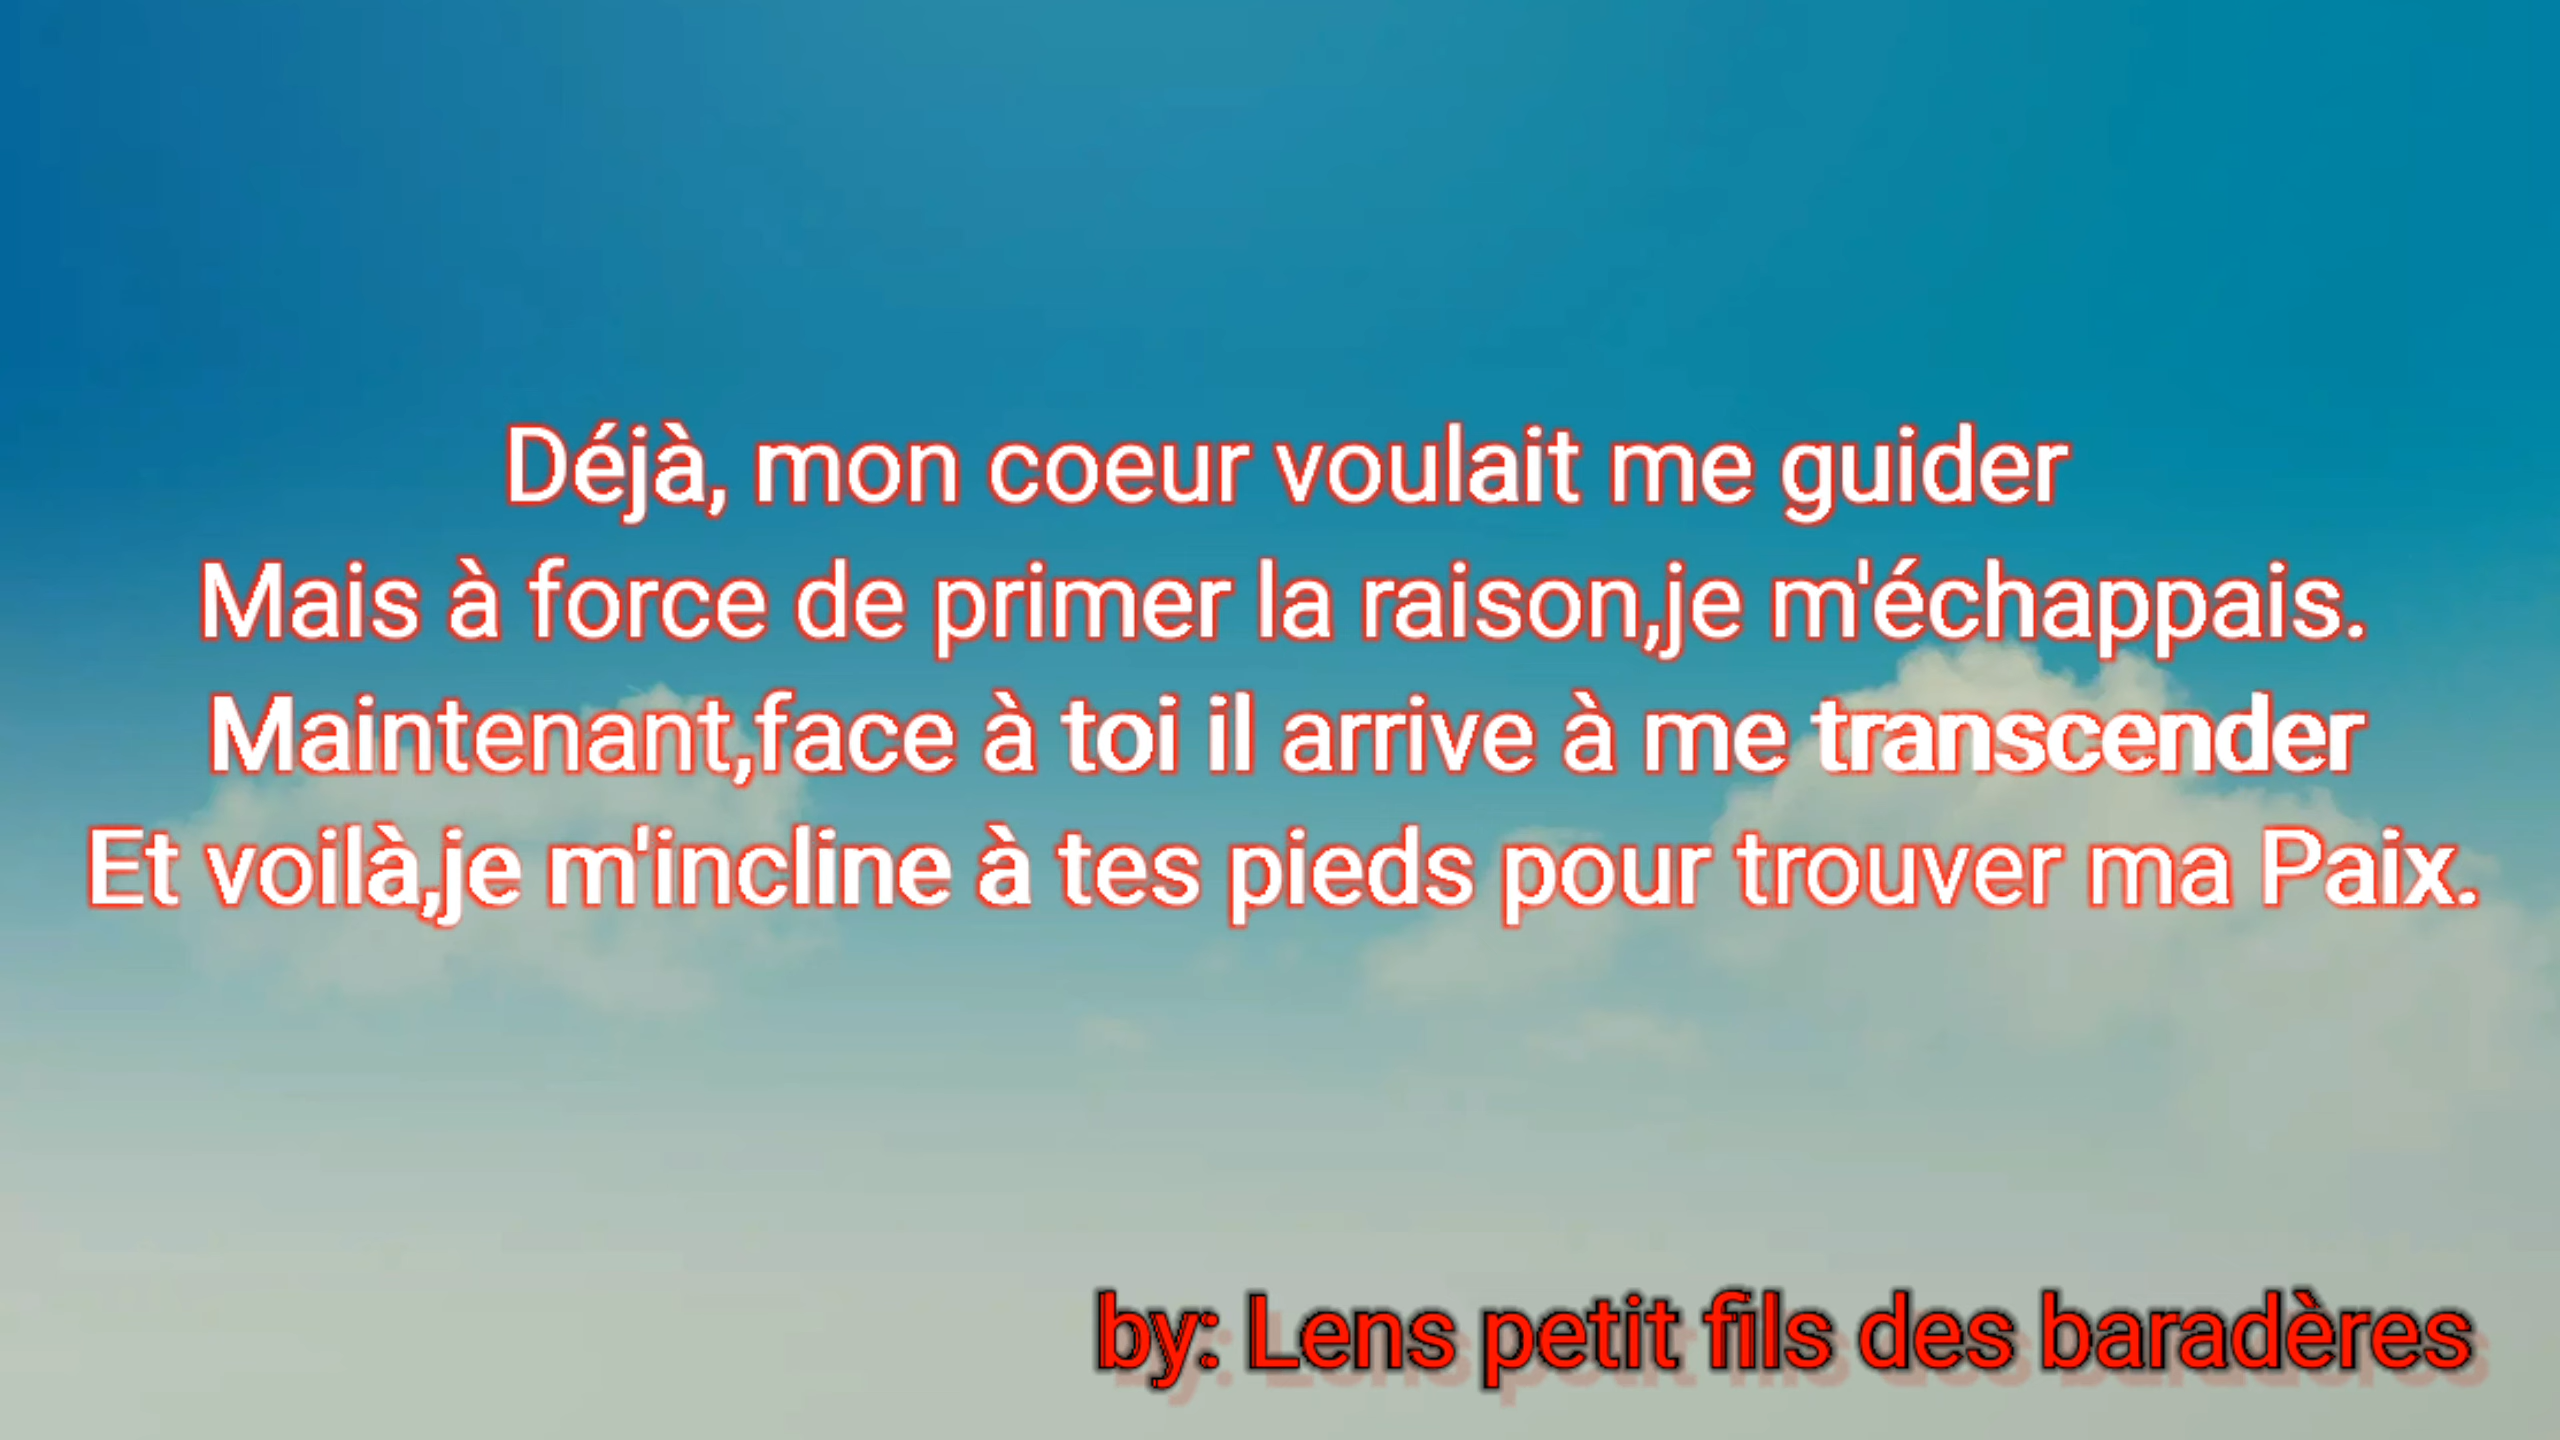 Déjà, mon coeur voulait me guider
Mais à force de primer la raison,je m'échappais.
Maintenant,face à toi il arrive à me transcender
Et voilà,je m'incline à tes pieds pour trouver ma Paix.
by: Lens petit fils des baradères